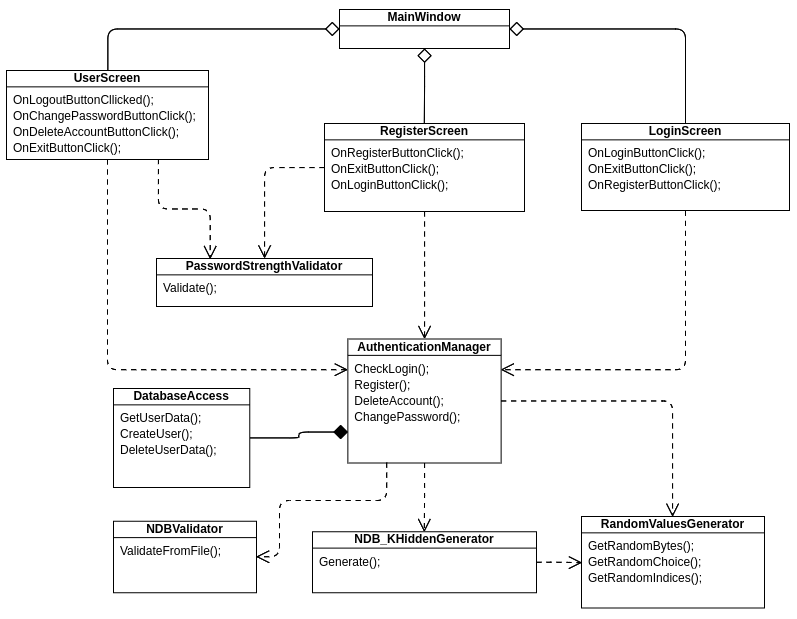 MainWindow
UserScreen
OnLogoutButtonCllicked();
OnChangePasswordButtonClick();
OnDeleteAccountButtonClick();
OnExitButtonClick();
RegisterScreen
OnRegisterButtonClick();
OnExitButtonClick();
OnLoginButtonClick();
LoginScreen
OnLoginButtonClick();
OnExitButtonClick();
OnRegisterButtonClick();
PasswordStrengthValidator
Validate();
AuthenticationManager
CheckLogin();
Register();
DeleteAccount();
ChangePassword();
DatabaseAccess
GetUserData();
CreateUser();
DeleteUserData();
NDBValidator
ValidateFromFile();
NDB_KHiddenGenerator
Generate();
RandomValuesGenerator
GetRandomBytes();
GetRandomChoice();
GetRandomIndices();